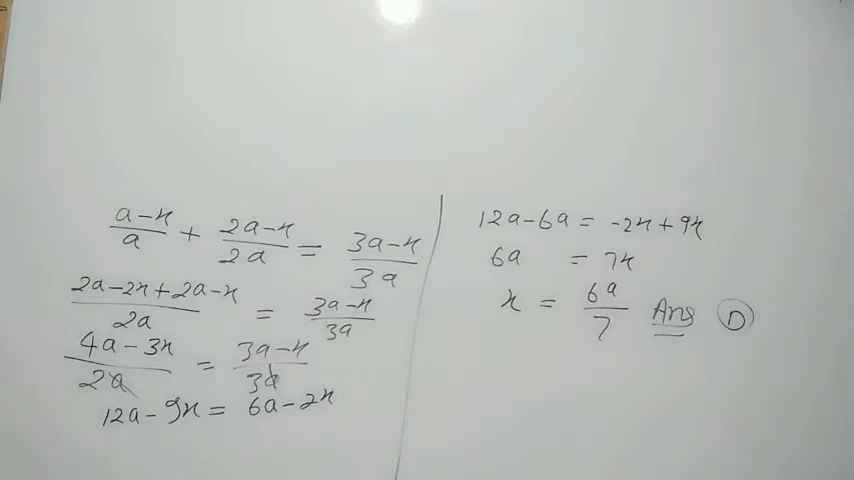 (a-x)/a + (2a-x)/2a = (3a-x)/3a
(2a-2x+2a-x)/2a = (3a-x)/3a
(4a-3x)/2a = (3a-x)/3a
12a-9x = 6a-2x
12a-6a = -2x+9x
6a = 7x
x = 6a/7 Ans D